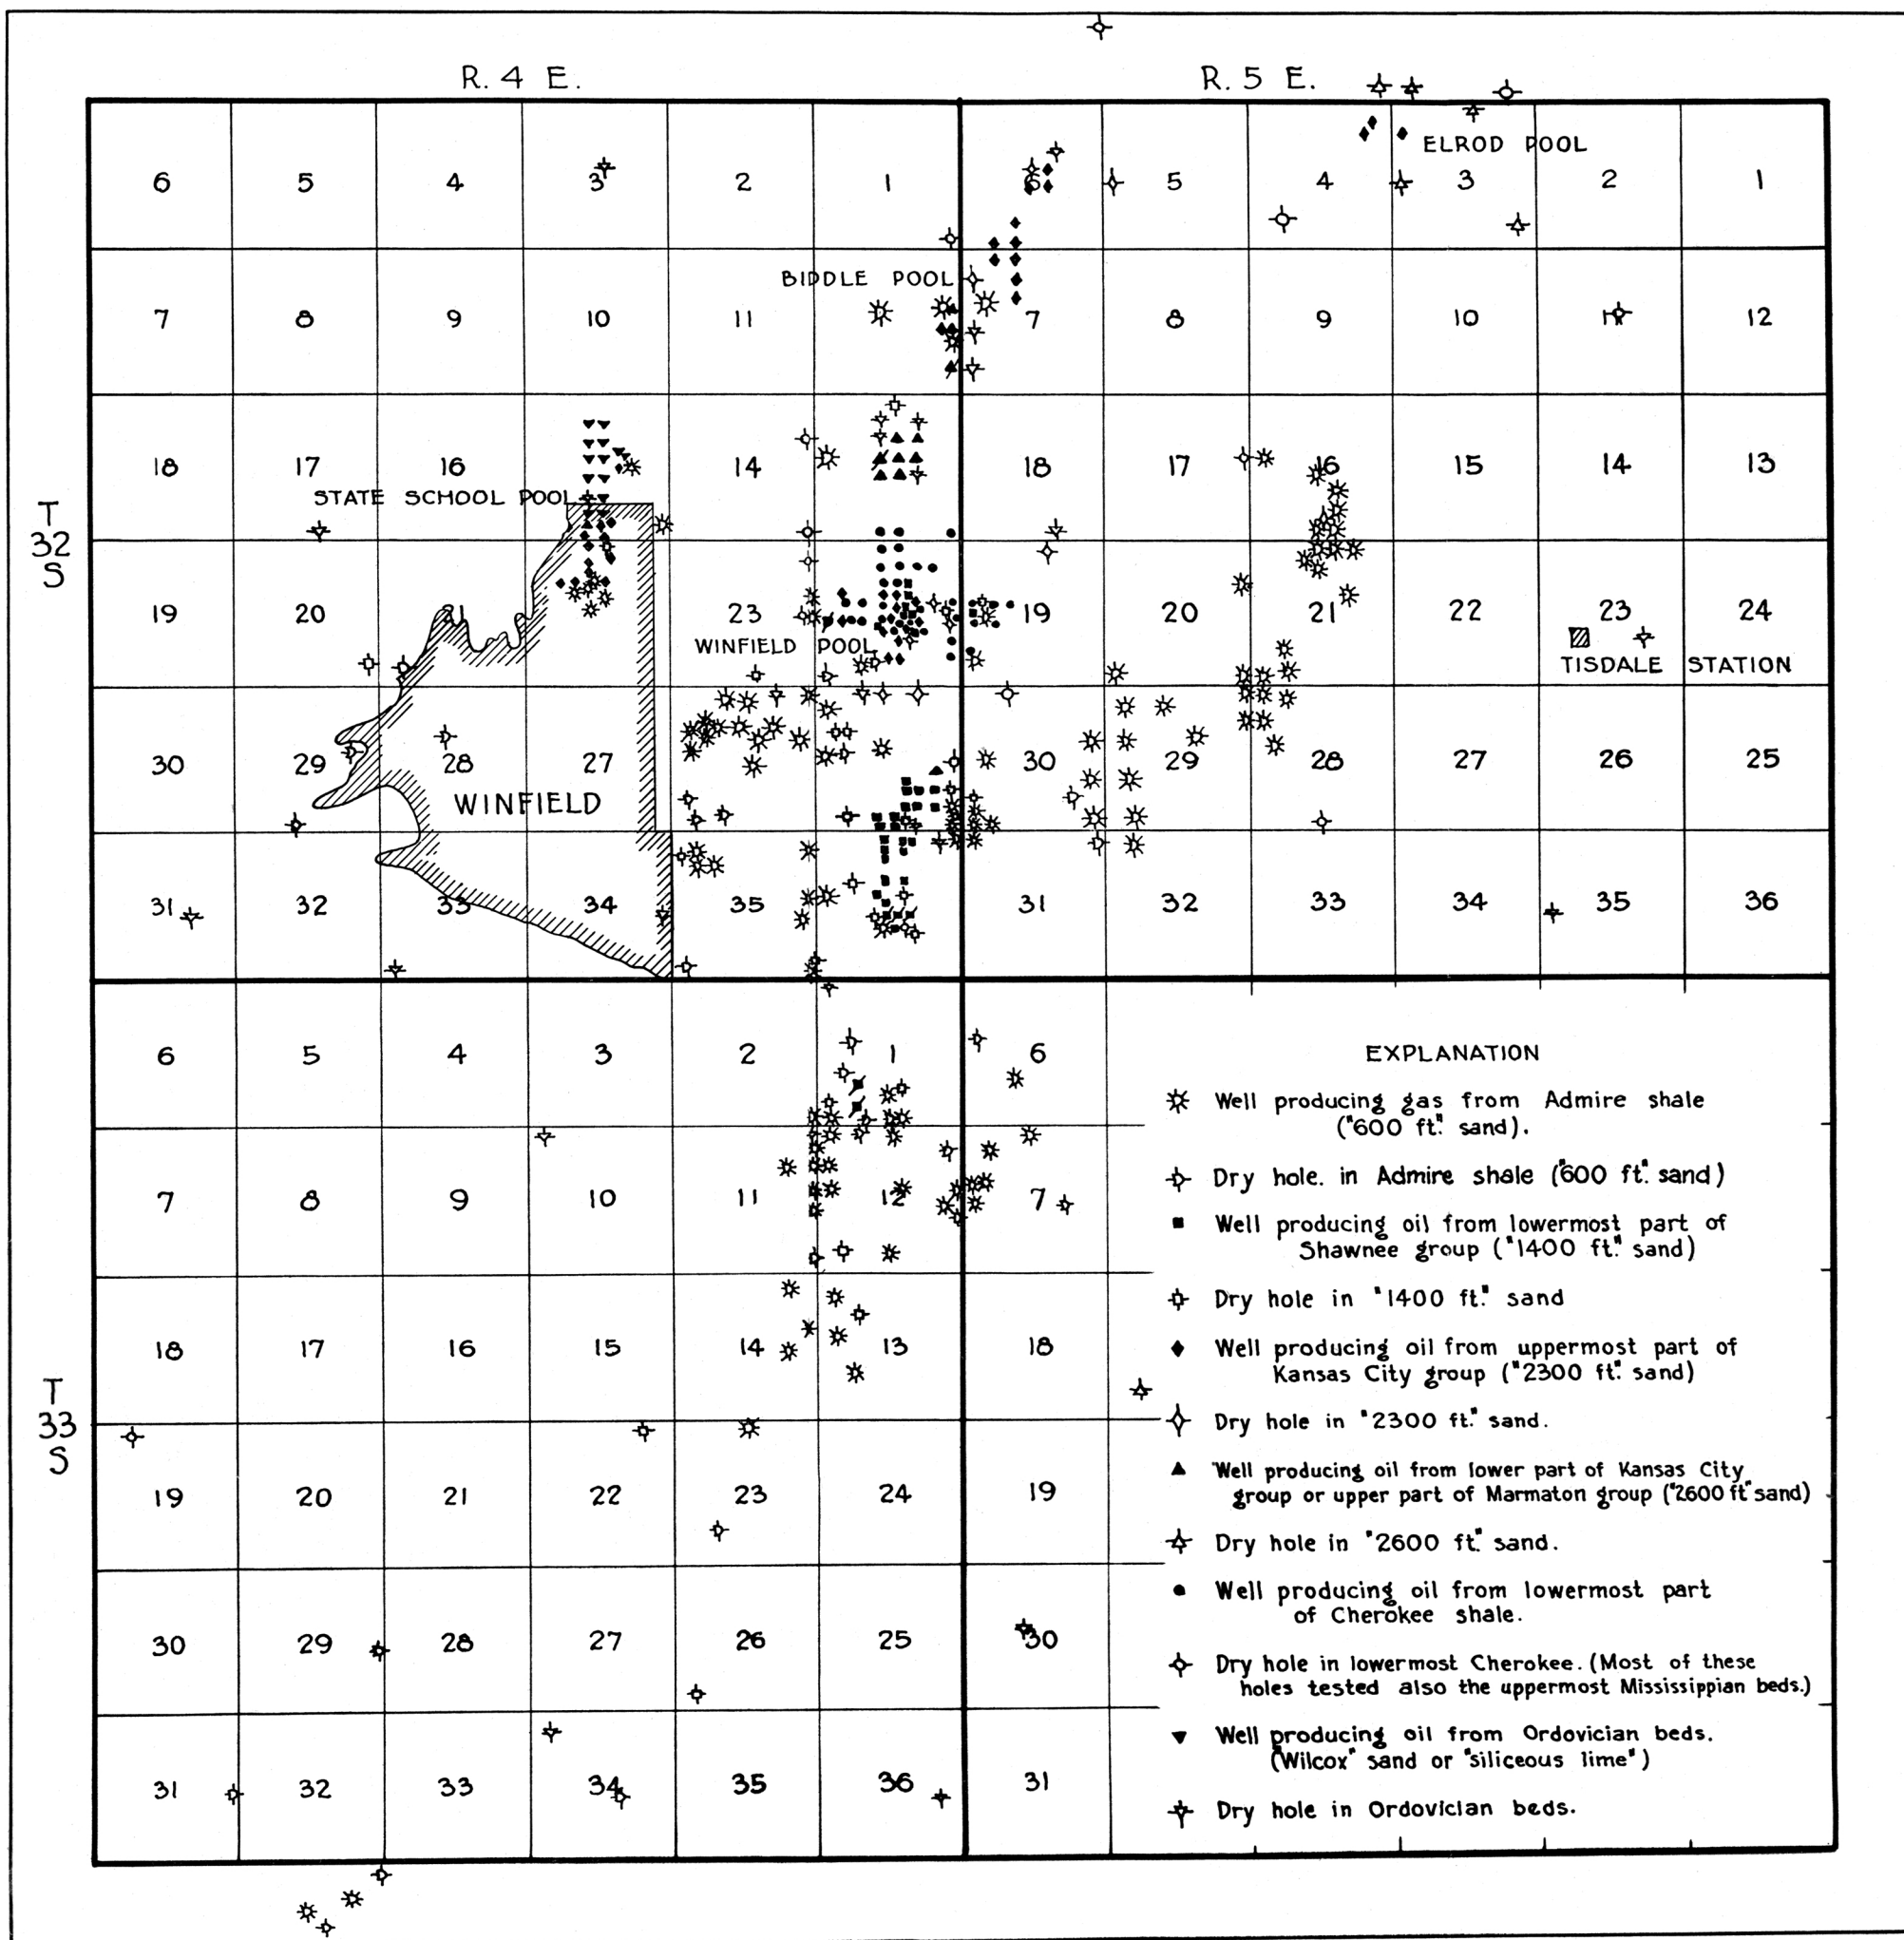 R. 4 E. R. 5 E.
ELROD POOL
6 5 4 3 2 1 6 5 4 3 2 1
BIDDLE POOL
7 8 9 10 11 7 8 9 10 11 12
18 17 16 14 18 17 16 15 14 13
STATE SCHOOL POOL
T
32
S
19 20 21 23 19 20 21 22 23 24
WINFIELD POOL
TISDALE STATION
30 29 28 27 30 29 28 27 26 25
WINFIELD
31 32 33 34 35 31 32 33 34 35 36
6 5 4 3 2 1 6
7 8 9 10 11 12 7
18 17 16 15 14 13 18
T
33
S
19 20 21 22 23 24 19
30 29 28 27 26 25 30
31 32 33 34 35 36 31
EXPLANATION
Well producing gas from Admire shale
("600 ft." sand).
Dry hole. in Admire shale ("600 ft." sand)
Well producing oil from lowermost part of
Shawnee group ("1400 ft." sand)
Dry hole in "1400 ft." sand
Well producing oil from uppermost part of
Kansas City group ("2300 ft." sand)
Dry hole in "2300 ft." sand.
Well producing oil from lower part of Kansas City
group or upper part of Marmaton group ("2600 ft" sand)
Dry hole in "2600 ft." sand.
Well producing oil from lowermost part
of Cherokee shale.
Dry hole in lowermost Cherokee. (Most of these
holes tested also the uppermost Mississippian beds.)
Well producing oil from Ordovician beds.
("Wilcox" sand or "siliceous lime")
Dry hole in Ordovician beds.